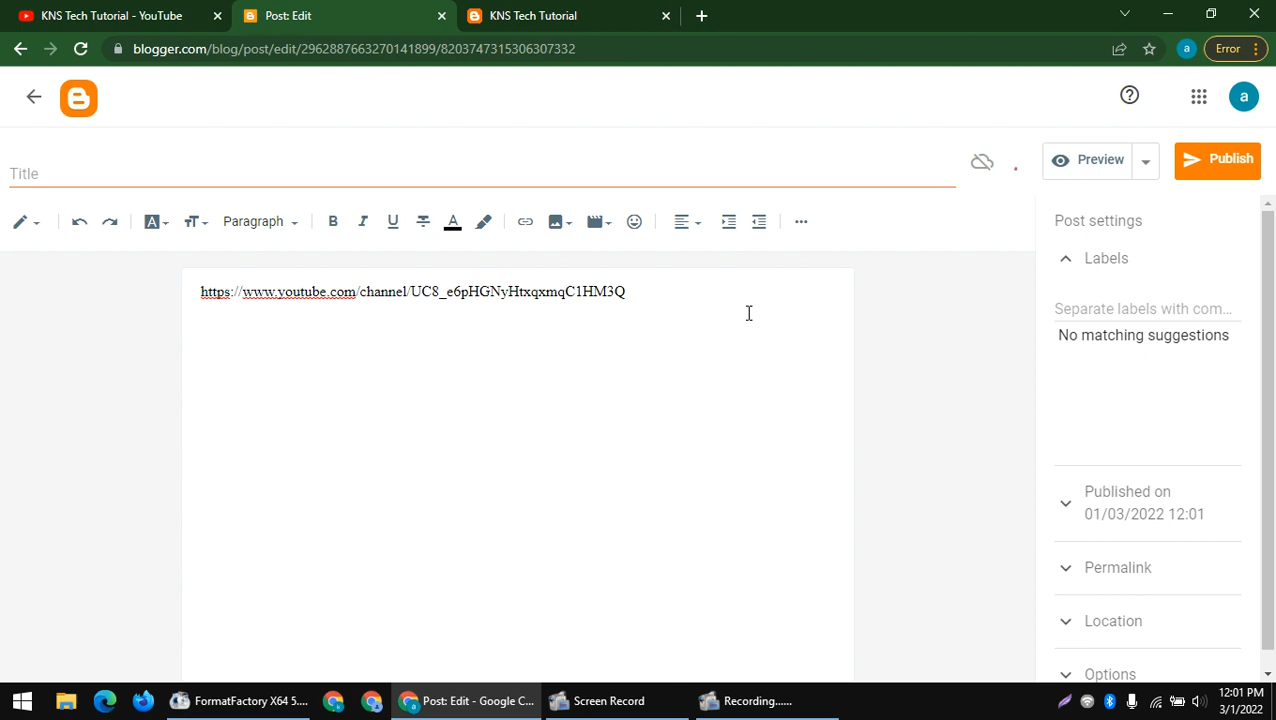 KNS Tech Tutorial - YouTube
Post: Edit
KNS Tech Tutorial
blogger.com/blog/post/edit/2962887663270141899/8203747315306307332
a
Error
a
Title
Preview
Publish
Paragraph
Post settings
Labels
https://www.youtube.com/channel/UC8_e6pHGNyHtxqxmqC1HM3Q
Separate labels with com...
No matching suggestions
Published on
01/03/2022 12:01
Permalink
Location
Options
FormatFactory X64 5....
Post: Edit - Google C...
Screen Record
Recording......
12:01 PM
3/1/2022